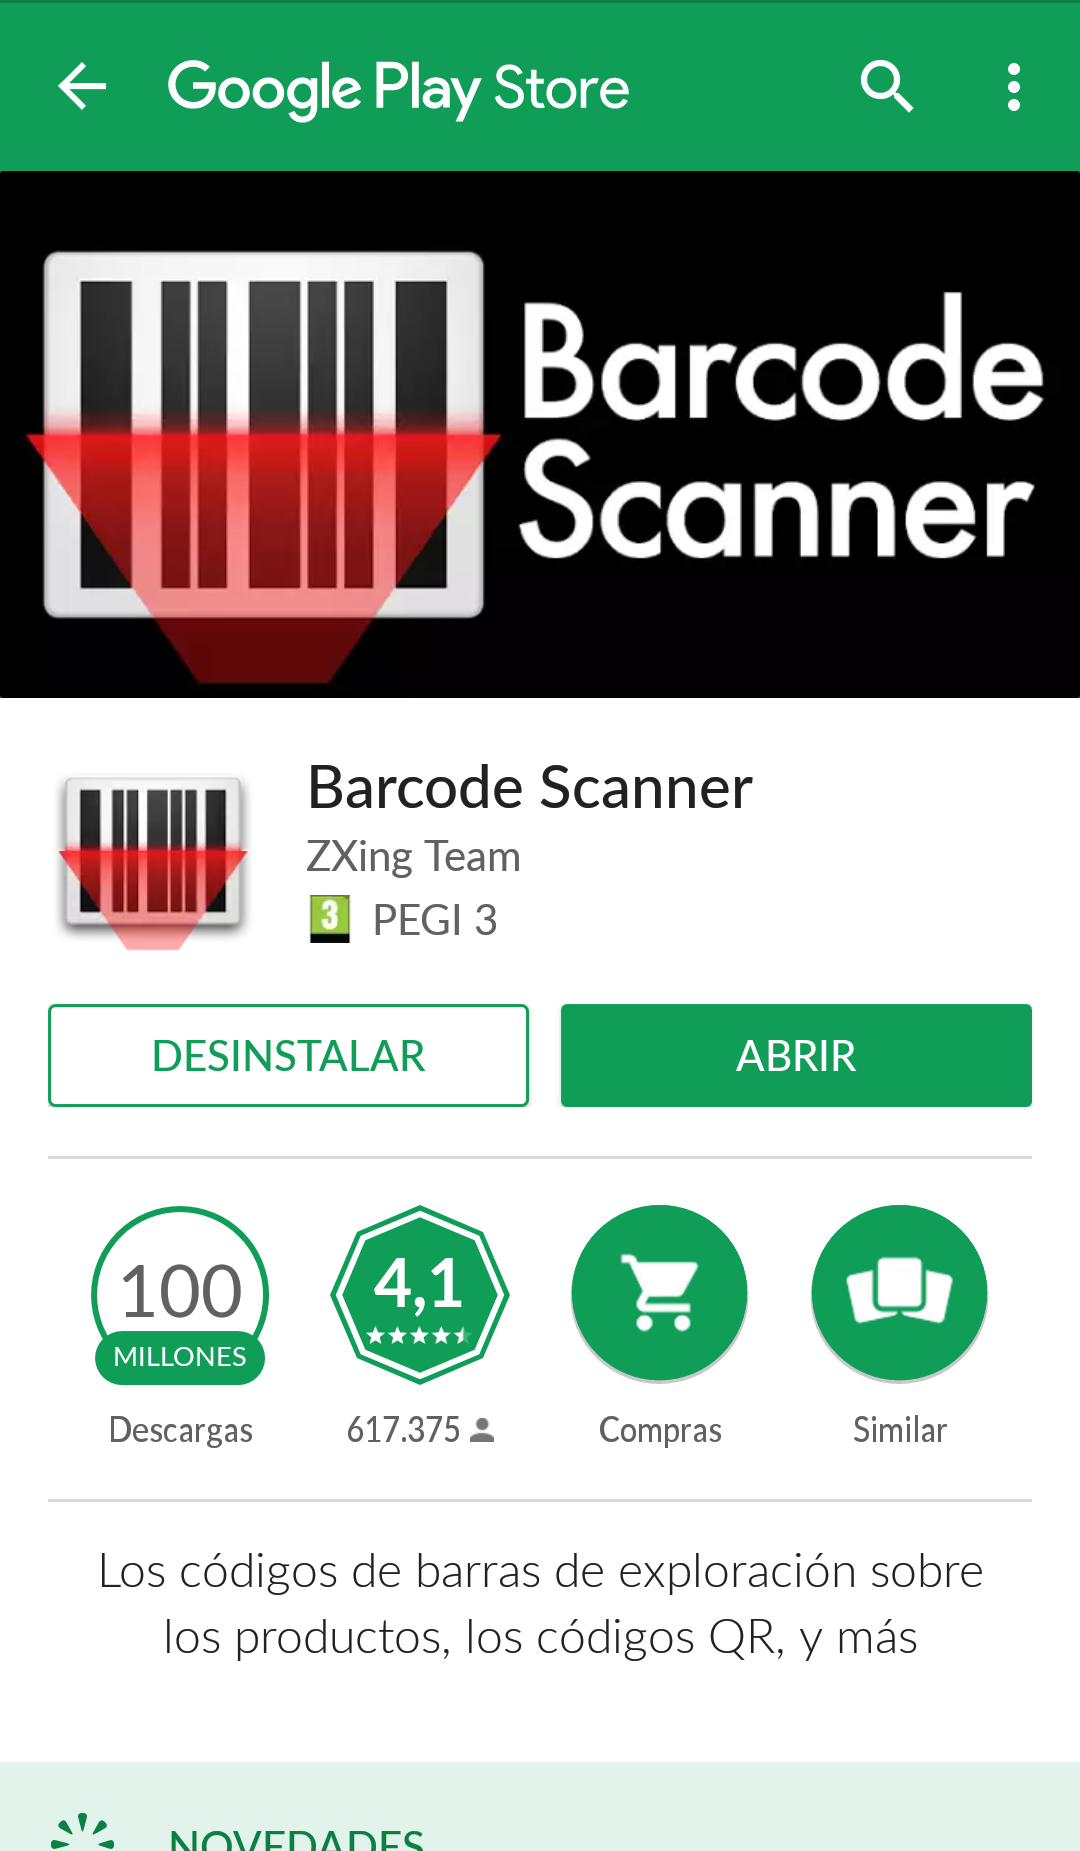 Google Play Store
Barcode
Scanner
Barcode Scanner
ZXing Team
3 PEGI 3
DESINSTALAR
ABRIR
100
MILLONES
Descargas
4,1
617.375
Compras
Similar
Los códigos de barras de exploración sobre
los productos, los códigos QR, y más
NOVEDADES